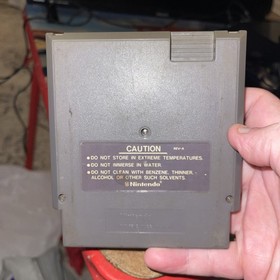 CAUTION
REV-A
•DO NOT STORE IN EXTREME TEMPERATURES.
•DO NOT IMMERSE IN WATER
•DO NOT CLEAN WITH BENZENE, THINNER,
ALCOHOL OR OTHER SUCH SOLVENTS.
Nintendo